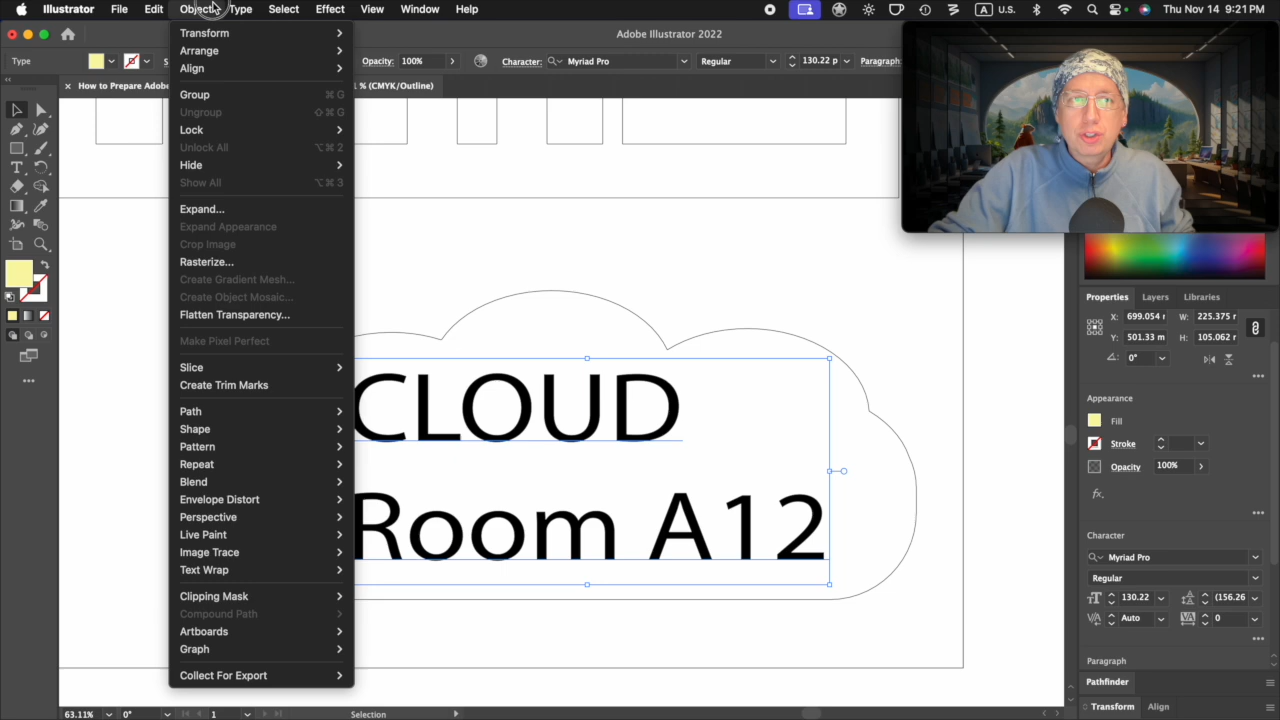 Illustrator File Edit Object Type Select Effect View Window Help U.S. Thu Nov 14 9:21 PM
Adobe Illustrator 2022
Type Opacity: 100% Character: Myriad Pro Regular 130.22 p Paragraph:
× How to Prepare Adobe 1 % (CMYK/Outline)
Transform
Arrange
Align
Group ⌘ G
Ungroup ⇧ ⌘ G
Lock
Unlock All ⌥ ⌘ 2
Hide
Show All ⌥ ⌘ 3
Expand...
Expand Appearance
Crop Image
Rasterize...
Create Gradient Mesh...
Create Object Mosaic...
Flatten Transparency...
Make Pixel Perfect
Slice
Create Trim Marks
Path
Shape
Pattern
Repeat
Blend
Envelope Distort
Perspective
Live Paint
Image Trace
Text Wrap
Clipping Mask
Compound Path
Artboards
Graph
Collect For Export
CLOUD
Room A12
Properties Layers Libraries
X: 699.054 W: 225.375
Y: 501.33 m H: 105.062
0°
Appearance
Fill
Stroke
Opacity 100%
fx.
Character
Myriad Pro
Regular
130.22 (156.26
Auto 0
Paragraph
Pathfinder
Transform Align
63.11% 0° 1 Selection